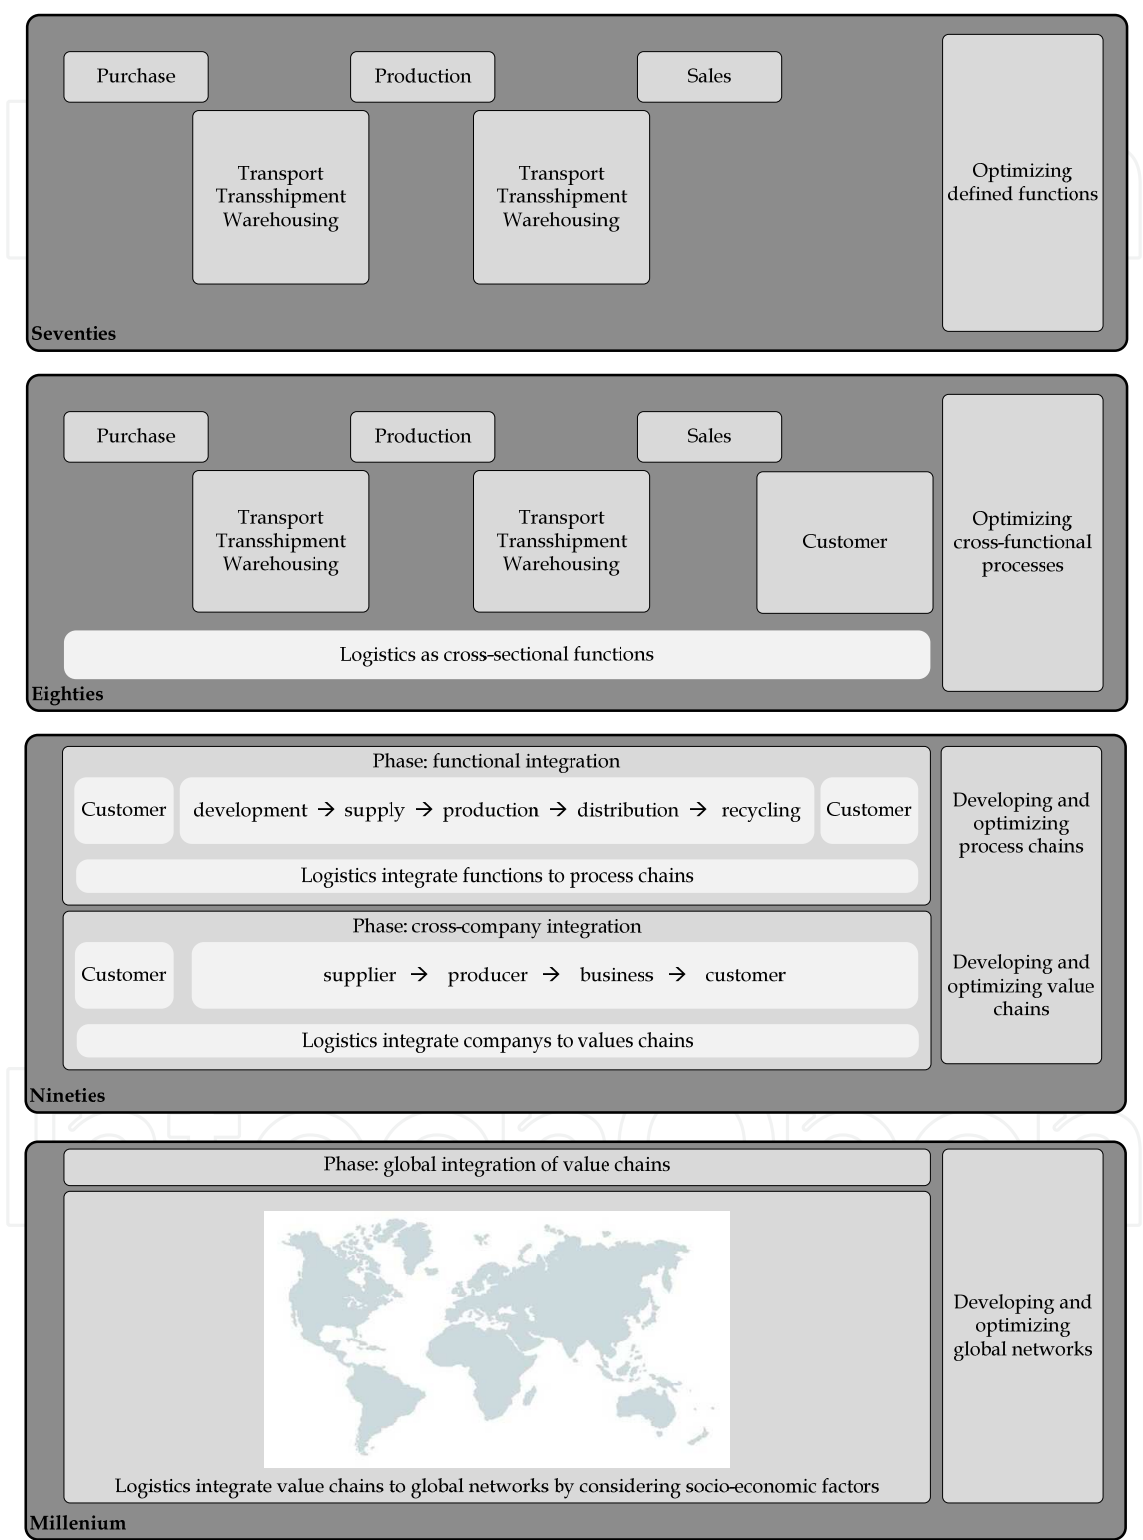 Purchase
Production
Sales
Transport
Transshipment
Warehousing
Transport
Transshipment
Warehousing
Optimizing
defined functions
Seventies
Purchase
Production
Sales
Transport
Transshipment
Warehousing
Transport
Transshipment
Warehousing
Customer
Optimizing
cross-functional
processes
Logistics as cross-sectional functions
Eighties
Phase: functional integration
Customer
development → supply → production → distribution → recycling
Customer
Logistics integrate functions to process chains
Developing and
optimizing
process chains
Phase: cross-company integration
Customer
supplier → producer → business → customer
Logistics integrate companys to values chains
Developing and
optimizing value
chains
Nineties
Phase: global integration of value chains
Logistics integrate value chains to global networks by considering socio-economic factors
Developing and
optimizing
global networks
Millenium